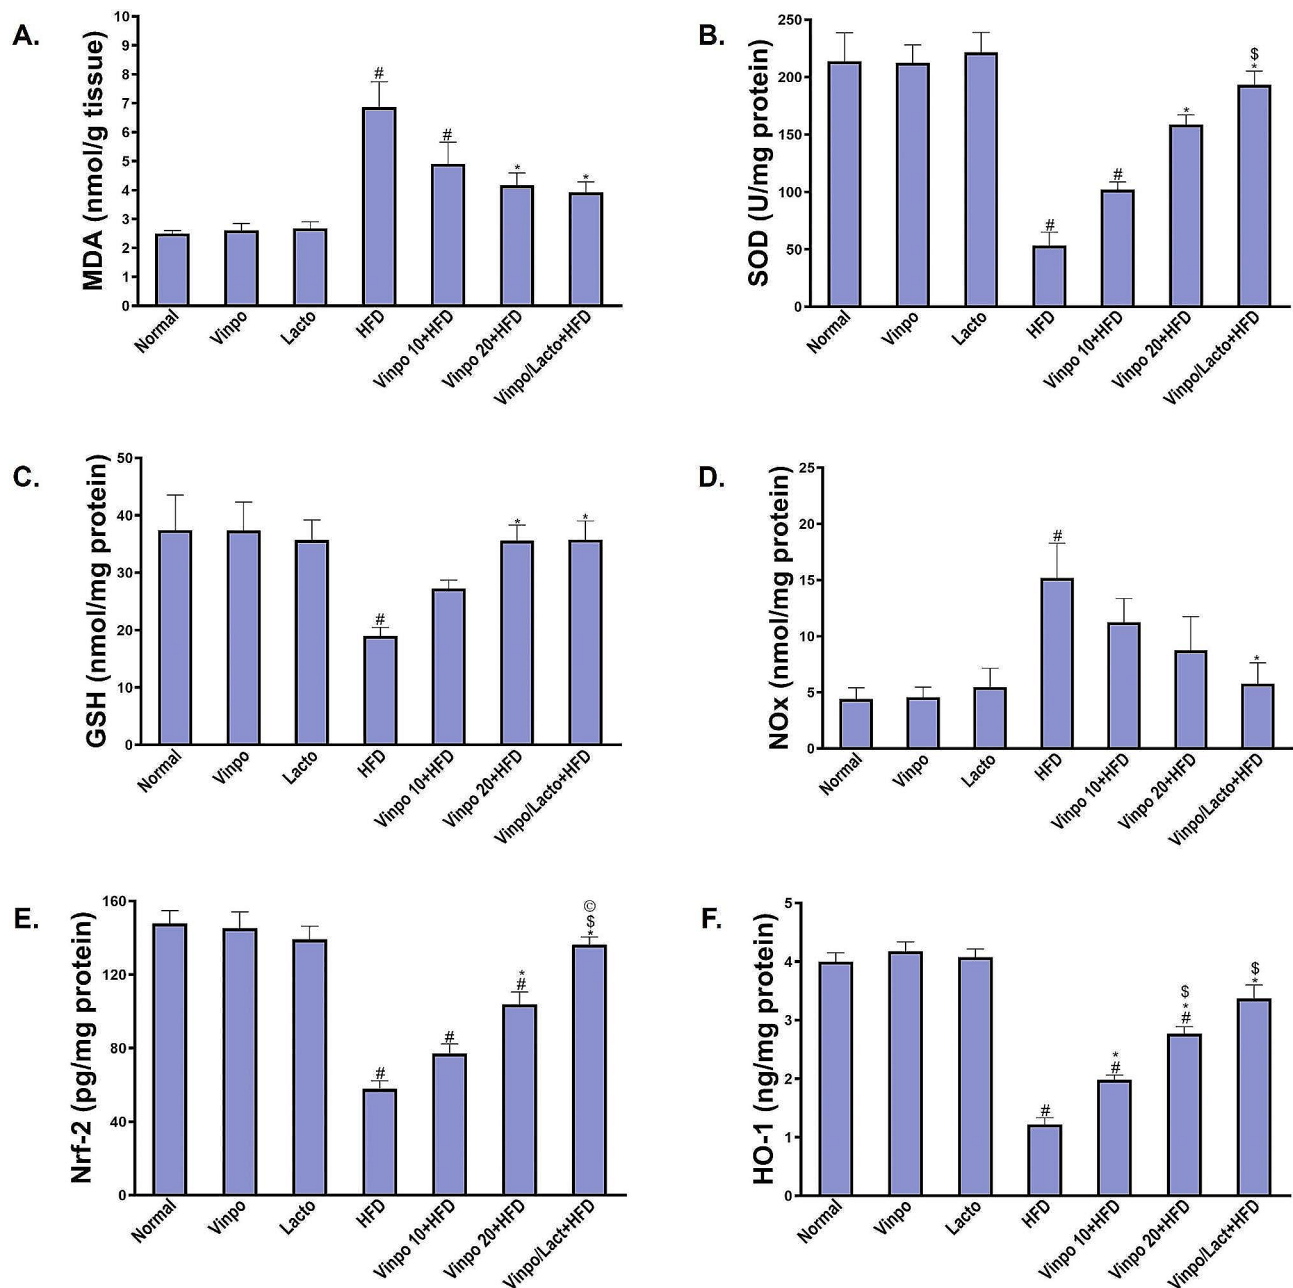 A.
MDA (nmol/g tissue)
10
9
8
7
6
5
4
3
2
1
0
#
#
*
*
Normal
Vinpo
Lacto
HFD
Vinpo 10+HFD
Vinpo 20+HFD
Vinpo/Lacto+HFD
B.
SOD (U/mg protein)
250
200
150
100
50
0
#
#
*
$
*
Normal
Vinpo
Lacto
HFD
Vinpo 10+HFD
Vinpo 20+HFD
Vinpo/Lacto+HFD
C.
GSH (nmol/mg protein)
50
40
30
20
10
0
#
*
*
Normal
Vinpo
Lacto
HFD
Vinpo 10+HFD
Vinpo 20+HFD
Vinpo/Lacto+HFD
D.
NOx (nmol/mg protein)
25
20
15
10
5
0
#
*
Normal
Vinpo
Lacto
HFD
Vinpo 10+HFD
Vinpo 20+HFD
Vinpo/Lacto+HFD
E.
Nrf-2 (pg/mg protein)
160
120
80
40
0
#
#
*
#
©
$
*
Normal
Vinpo
Lacto
HFD
Vinpo 10+HFD
Vinpo 20+HFD
Vinpo/Lact+HFD
F.
HO-1 (ng/mg protein)
5
4
3
2
1
0
#
*
#
$
*
#
$
*
Normal
Vinpo
Lacto
HFD
Vinpo 10+HFD
Vinpo 20+HFD
Vinpo/Lact+HFD